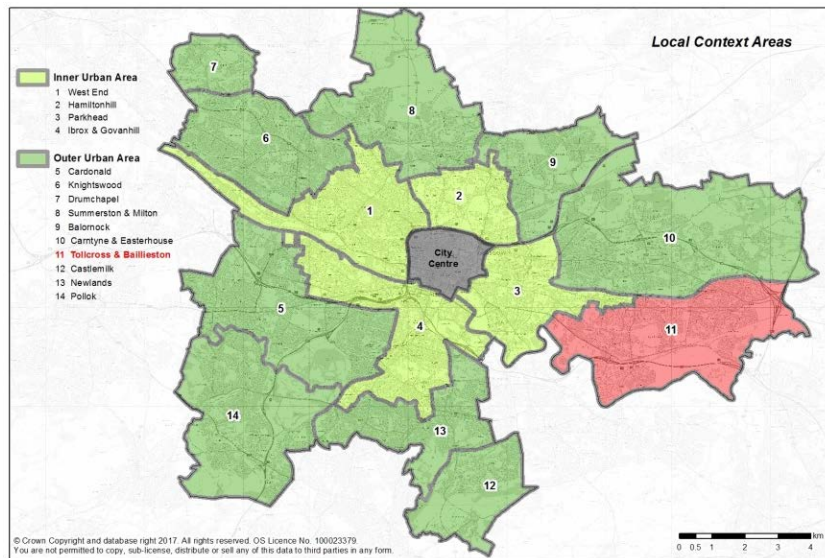 Local Context Areas
Inner Urban Area
1 West End
2 Hamiltonhill
3 Parkhead
4 Ibrox & Govanhill
Outer Urban Area
5 Cardonald
6 Knightswood
7 Drumchapel
8 Summerston & Milton
9 Balornock
10 Carntyne & Easterhouse
11 Tollcross & Baillieston
12 Castlemilk
13 Newlands
14 Pollok
7
8
6
9
2
1
10
City
Centre
3
11
5
4
14
13
12
© Crown Copyright and database right 2017. All rights reserved. OS Licence No. 100023379.
You are not permitted to copy, sub-license, distribute or sell any of this data to third parties in any form.
km
0 0.5 1 2 3 4